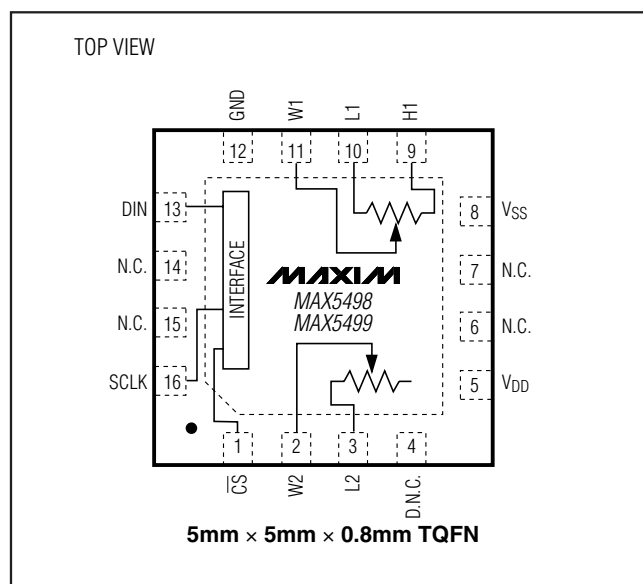 TOP VIEW
GND
W1
L1
H1
12
11
10
9
DIN
13
8
VSS
N.C.
14
7
N.C.
INTERFACE
MAXIM
MAX5498
MAX5499
N.C.
15
6
N.C.
SCLK
16
5
VDD
1
2
3
4
CS
W2
L2
D.N.C.
5mm × 5mm × 0.8mm TQFN